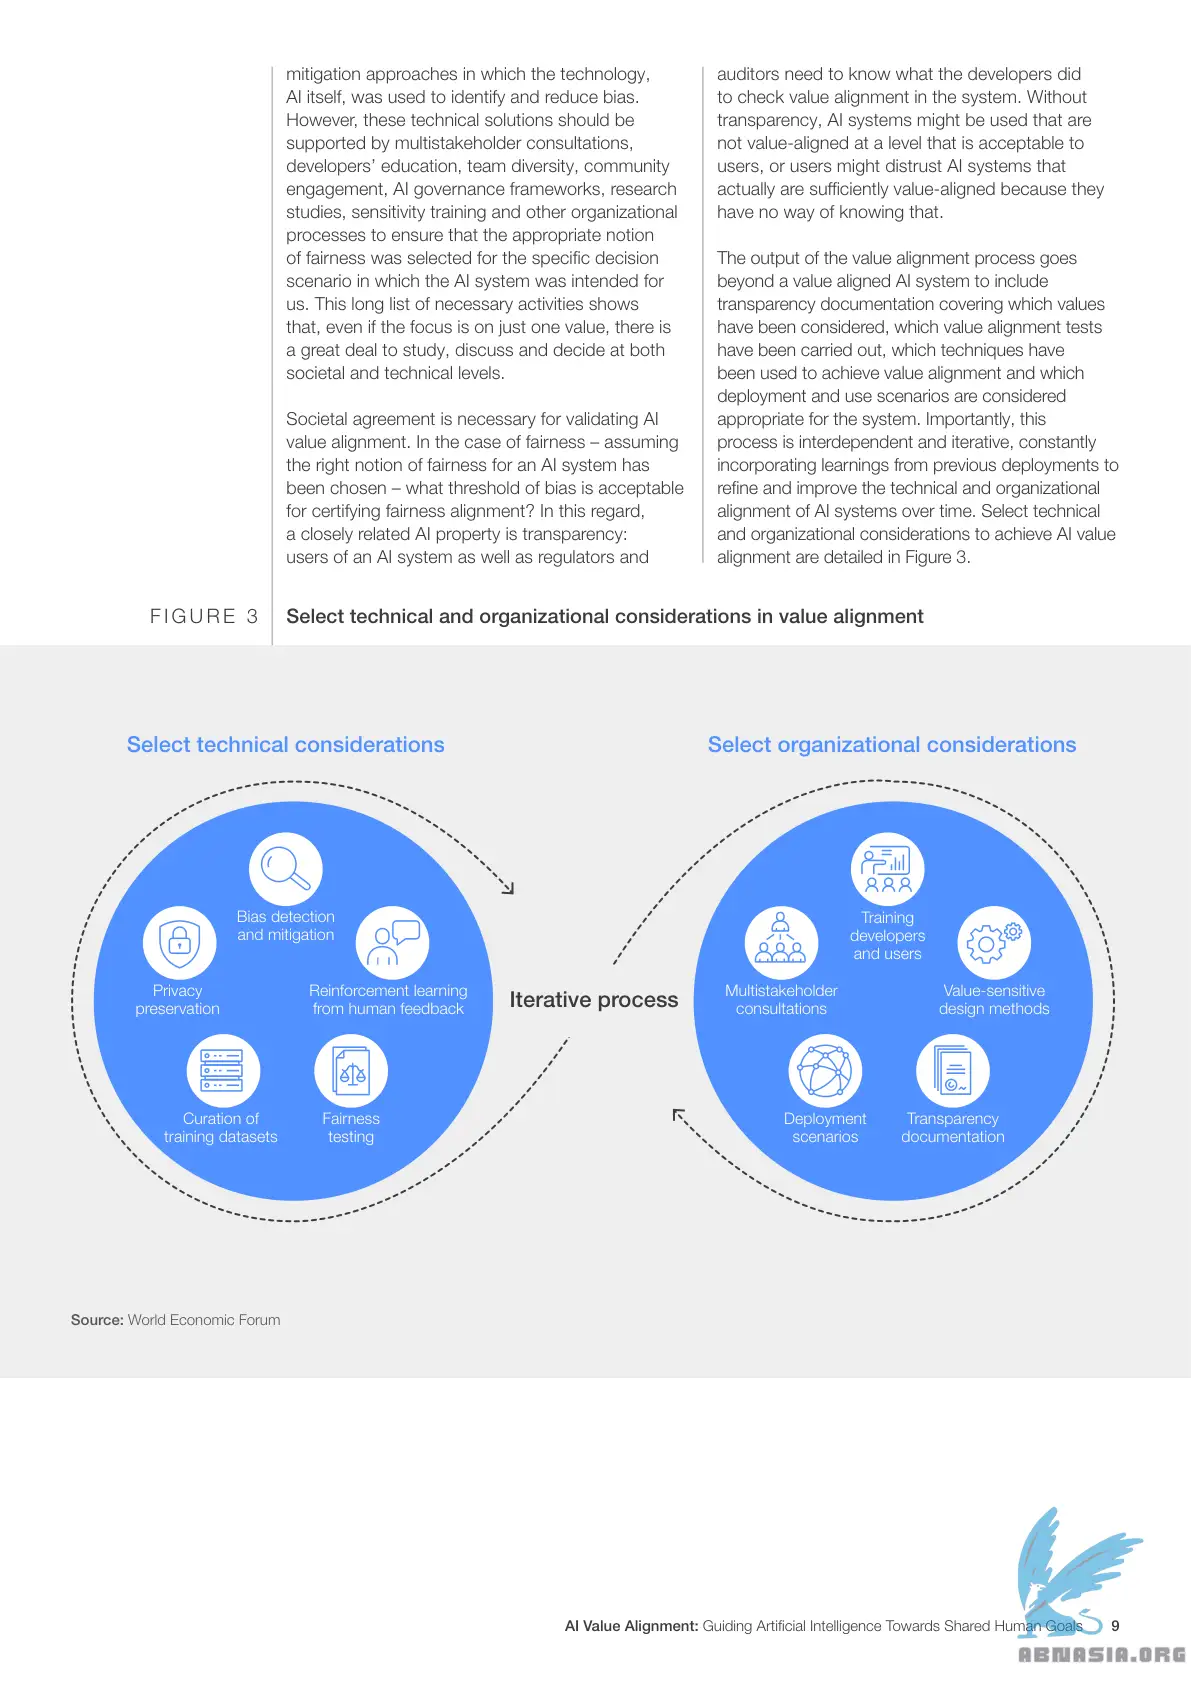 mitigation approaches in which the technology,
AI itself, was used to identify and reduce bias.
However, these technical solutions should be
supported by multistakeholder consultations,
developers’ education, team diversity, community
engagement, AI governance frameworks, research
studies, sensitivity training and other organizational
processes to ensure that the appropriate notion
of fairness was selected for the specific decision
scenario in which the AI system was intended for
us. This long list of necessary activities shows
that, even if the focus is on just one value, there is
a great deal to study, discuss and decide at both
societal and technical levels.
Societal agreement is necessary for validating AI
value alignment. In the case of fairness – assuming
the right notion of fairness for an AI system has
been chosen – what threshold of bias is acceptable
for certifying fairness alignment? In this regard,
a closely related AI property is transparency:
users of an AI system as well as regulators and
auditors need to know what the developers did
to check value alignment in the system. Without
transparency, AI systems might be used that are
not value-aligned at a level that is acceptable to
users, or users might distrust AI systems that
actually are sufficiently value-aligned because they
have no way of knowing that.
The output of the value alignment process goes
beyond a value aligned AI system to include
transparency documentation covering which values
have been considered, which value alignment tests
have been carried out, which techniques have
been used to achieve value alignment and which
deployment and use scenarios are considered
appropriate for the system. Importantly, this
process is interdependent and iterative, constantly
incorporating learnings from previous deployments to
refine and improve the technical and organizational
alignment of AI systems over time. Select technical
and organizational considerations to achieve AI value
alignment are detailed in Figure 3.
FIGURE 3
Select technical and organizational considerations in value alignment
Select technical considerations
Bias detection
and mitigation
Privacy
preservation
Reinforcement learning
from human feedback
Curation of
training datasets
Fairness
testing
Iterative process
Select organizational considerations
Training
developers
and users
Multistakeholder
consultations
Value-sensitive
design methods
Deployment
scenarios
Transparency
documentation
Source: World Economic Forum
AI Value Alignment: Guiding Artificial Intelligence Towards Shared Human Goals
9
ABNASIA.ORG